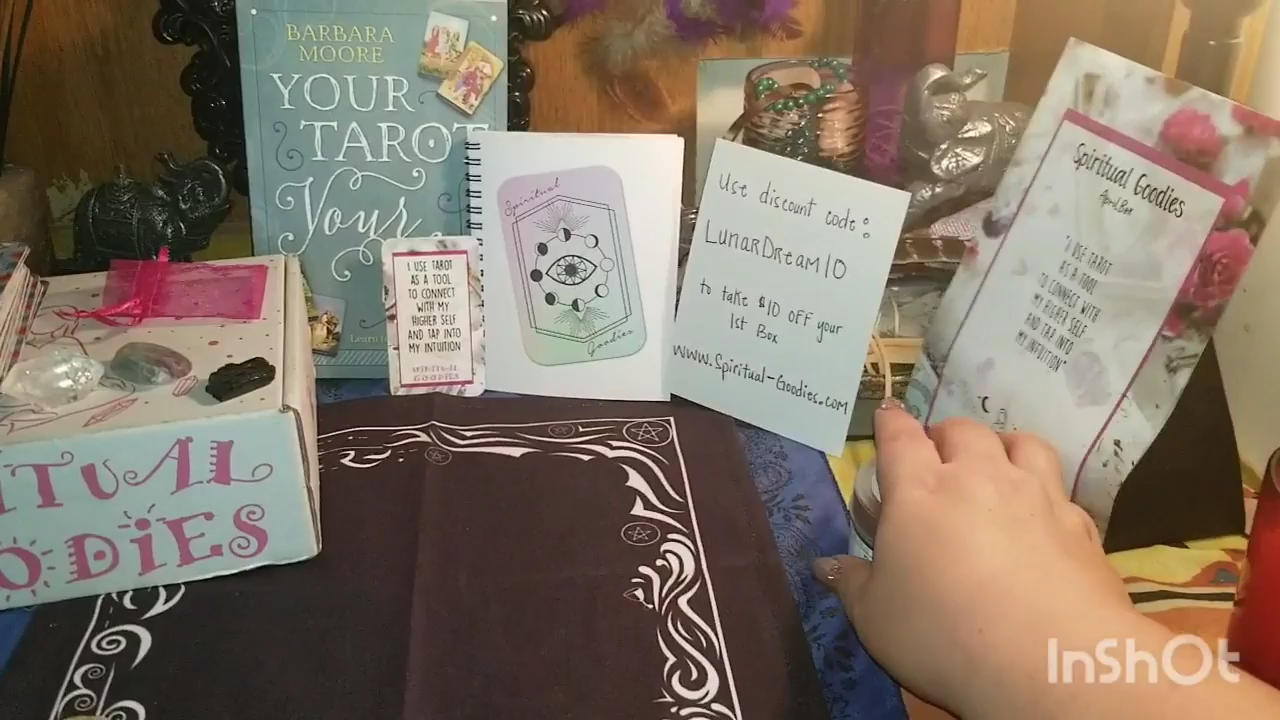 BARBARA
MOORE
YOUR
TAROT
Your
Spiritual
Goodies
I USE TAROT
AS A TOOL
TO CONNECT
WITH MY
HIGHER SELF
AND TAP INTO
MY INTUITION
SPIRITUAL
GOODIES
Use discount code:
LunarDream10
to take $10 OFF your
1st Box
www.Spiritual-Goodies.com
Spiritual Goodies
April Box
"I USE TAROT
AS A TOOL
TO CONNECT WITH
MY HIGHER SELF
AND TAP INTO
MY INTUITION"
ITUAL
ODIES
InShOt